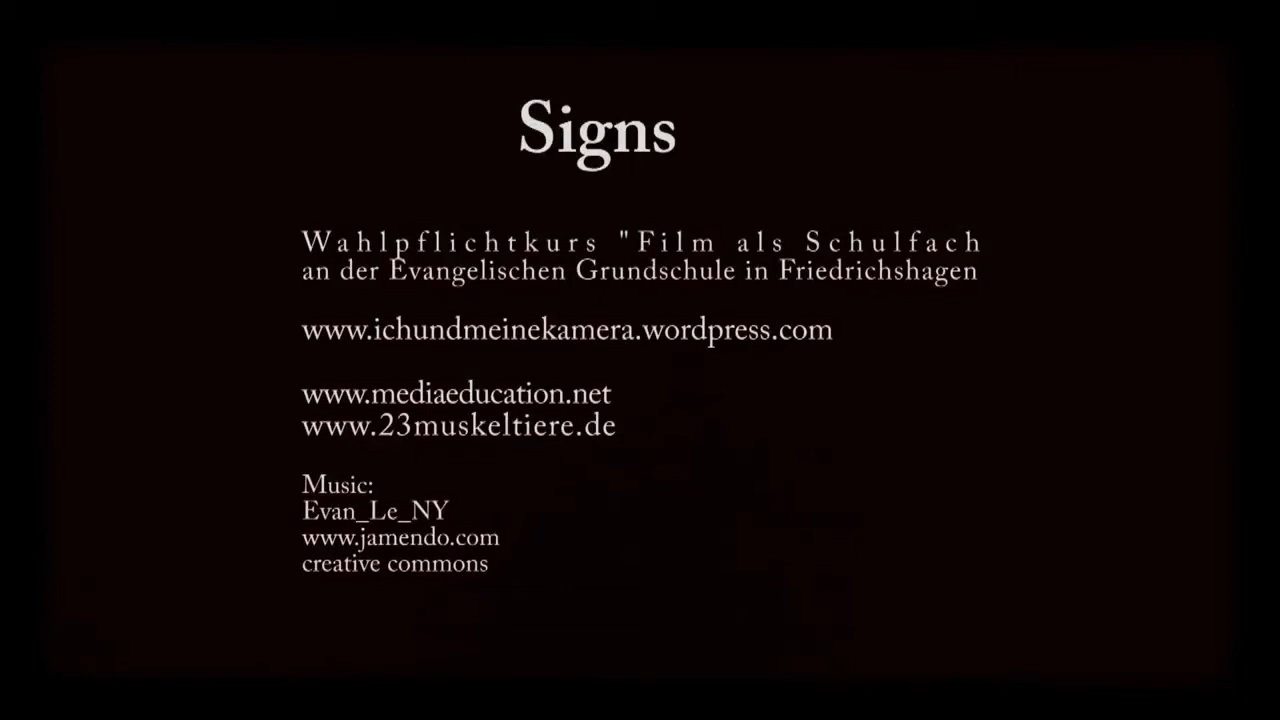 Signs
Wahlpflichtkurs "Film als Schulfach
an der Evangelischen Grundschule in Friedrichshagen
www.ichundmeinekamera.wordpress.com
www.mediaeducation.net
www.23muskeltiere.de
Music:
Evan_Le_NY
www.jamendo.com
creative commons